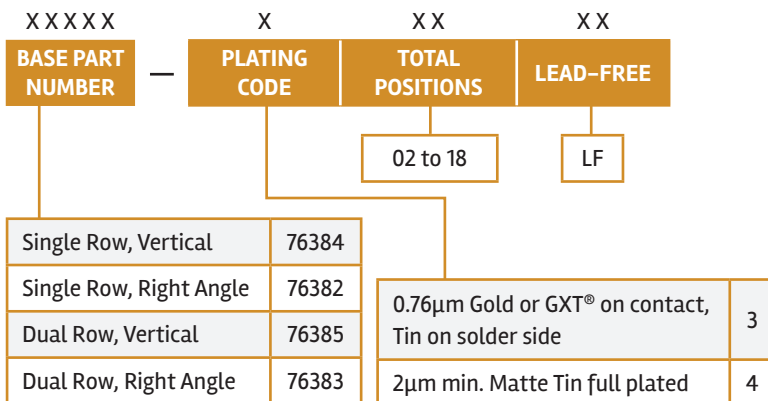 XXXXX X XX XX
BASE PART NUMBER — PLATING CODE TOTAL POSITIONS LEAD-FREE
02 to 18 LF
Single Row, Vertical 76384
Single Row, Right Angle 76382
Dual Row, Vertical 76385
Dual Row, Right Angle 76383
0.76µm Gold or GXT® on contact,
Tin on solder side 3
2µm min. Matte Tin full plated 4